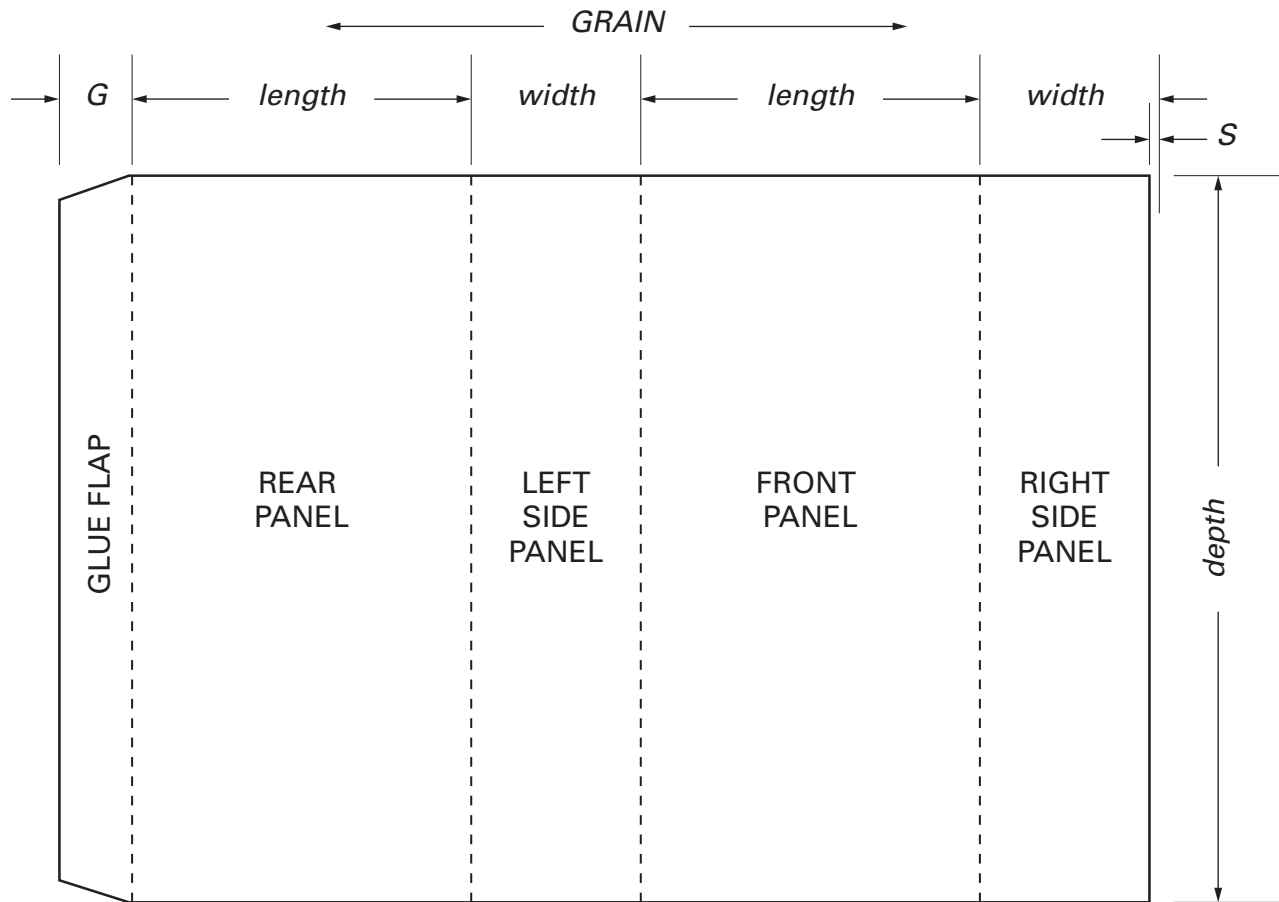 GRAIN
G
length
width
length
width
S
GLUE FLAP
REAR
PANEL
LEFT
SIDE
PANEL
FRONT
PANEL
RIGHT
SIDE
PANEL
depth